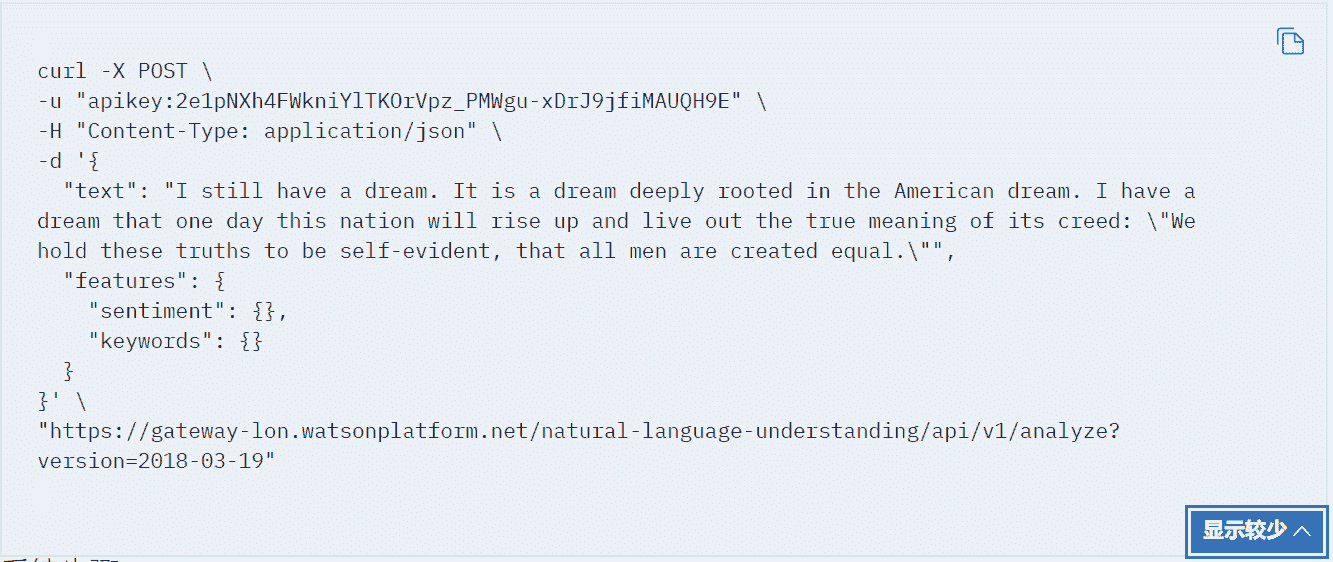 curl -X POST \
-u "apikey:2e1pNXh4FWkniYlTKOrVpz_PMWgu-xDrJ9jfiMAUQH9E" \
-H "Content-Type: application/json" \
-d '{
  "text": "I still have a dream. It is a dream deeply rooted in the American dream. I have a
dream that one day this nation will rise up and live out the true meaning of its creed: \"We
hold these truths to be self-evident, that all men are created equal.\"",
  "features": {
    "sentiment": {},
    "keywords": {}
  }
}' \
"https://gateway-lon.watsonplatform.net/natural-language-understanding/api/v1/analyze?
version=2018-03-19"
显示较少